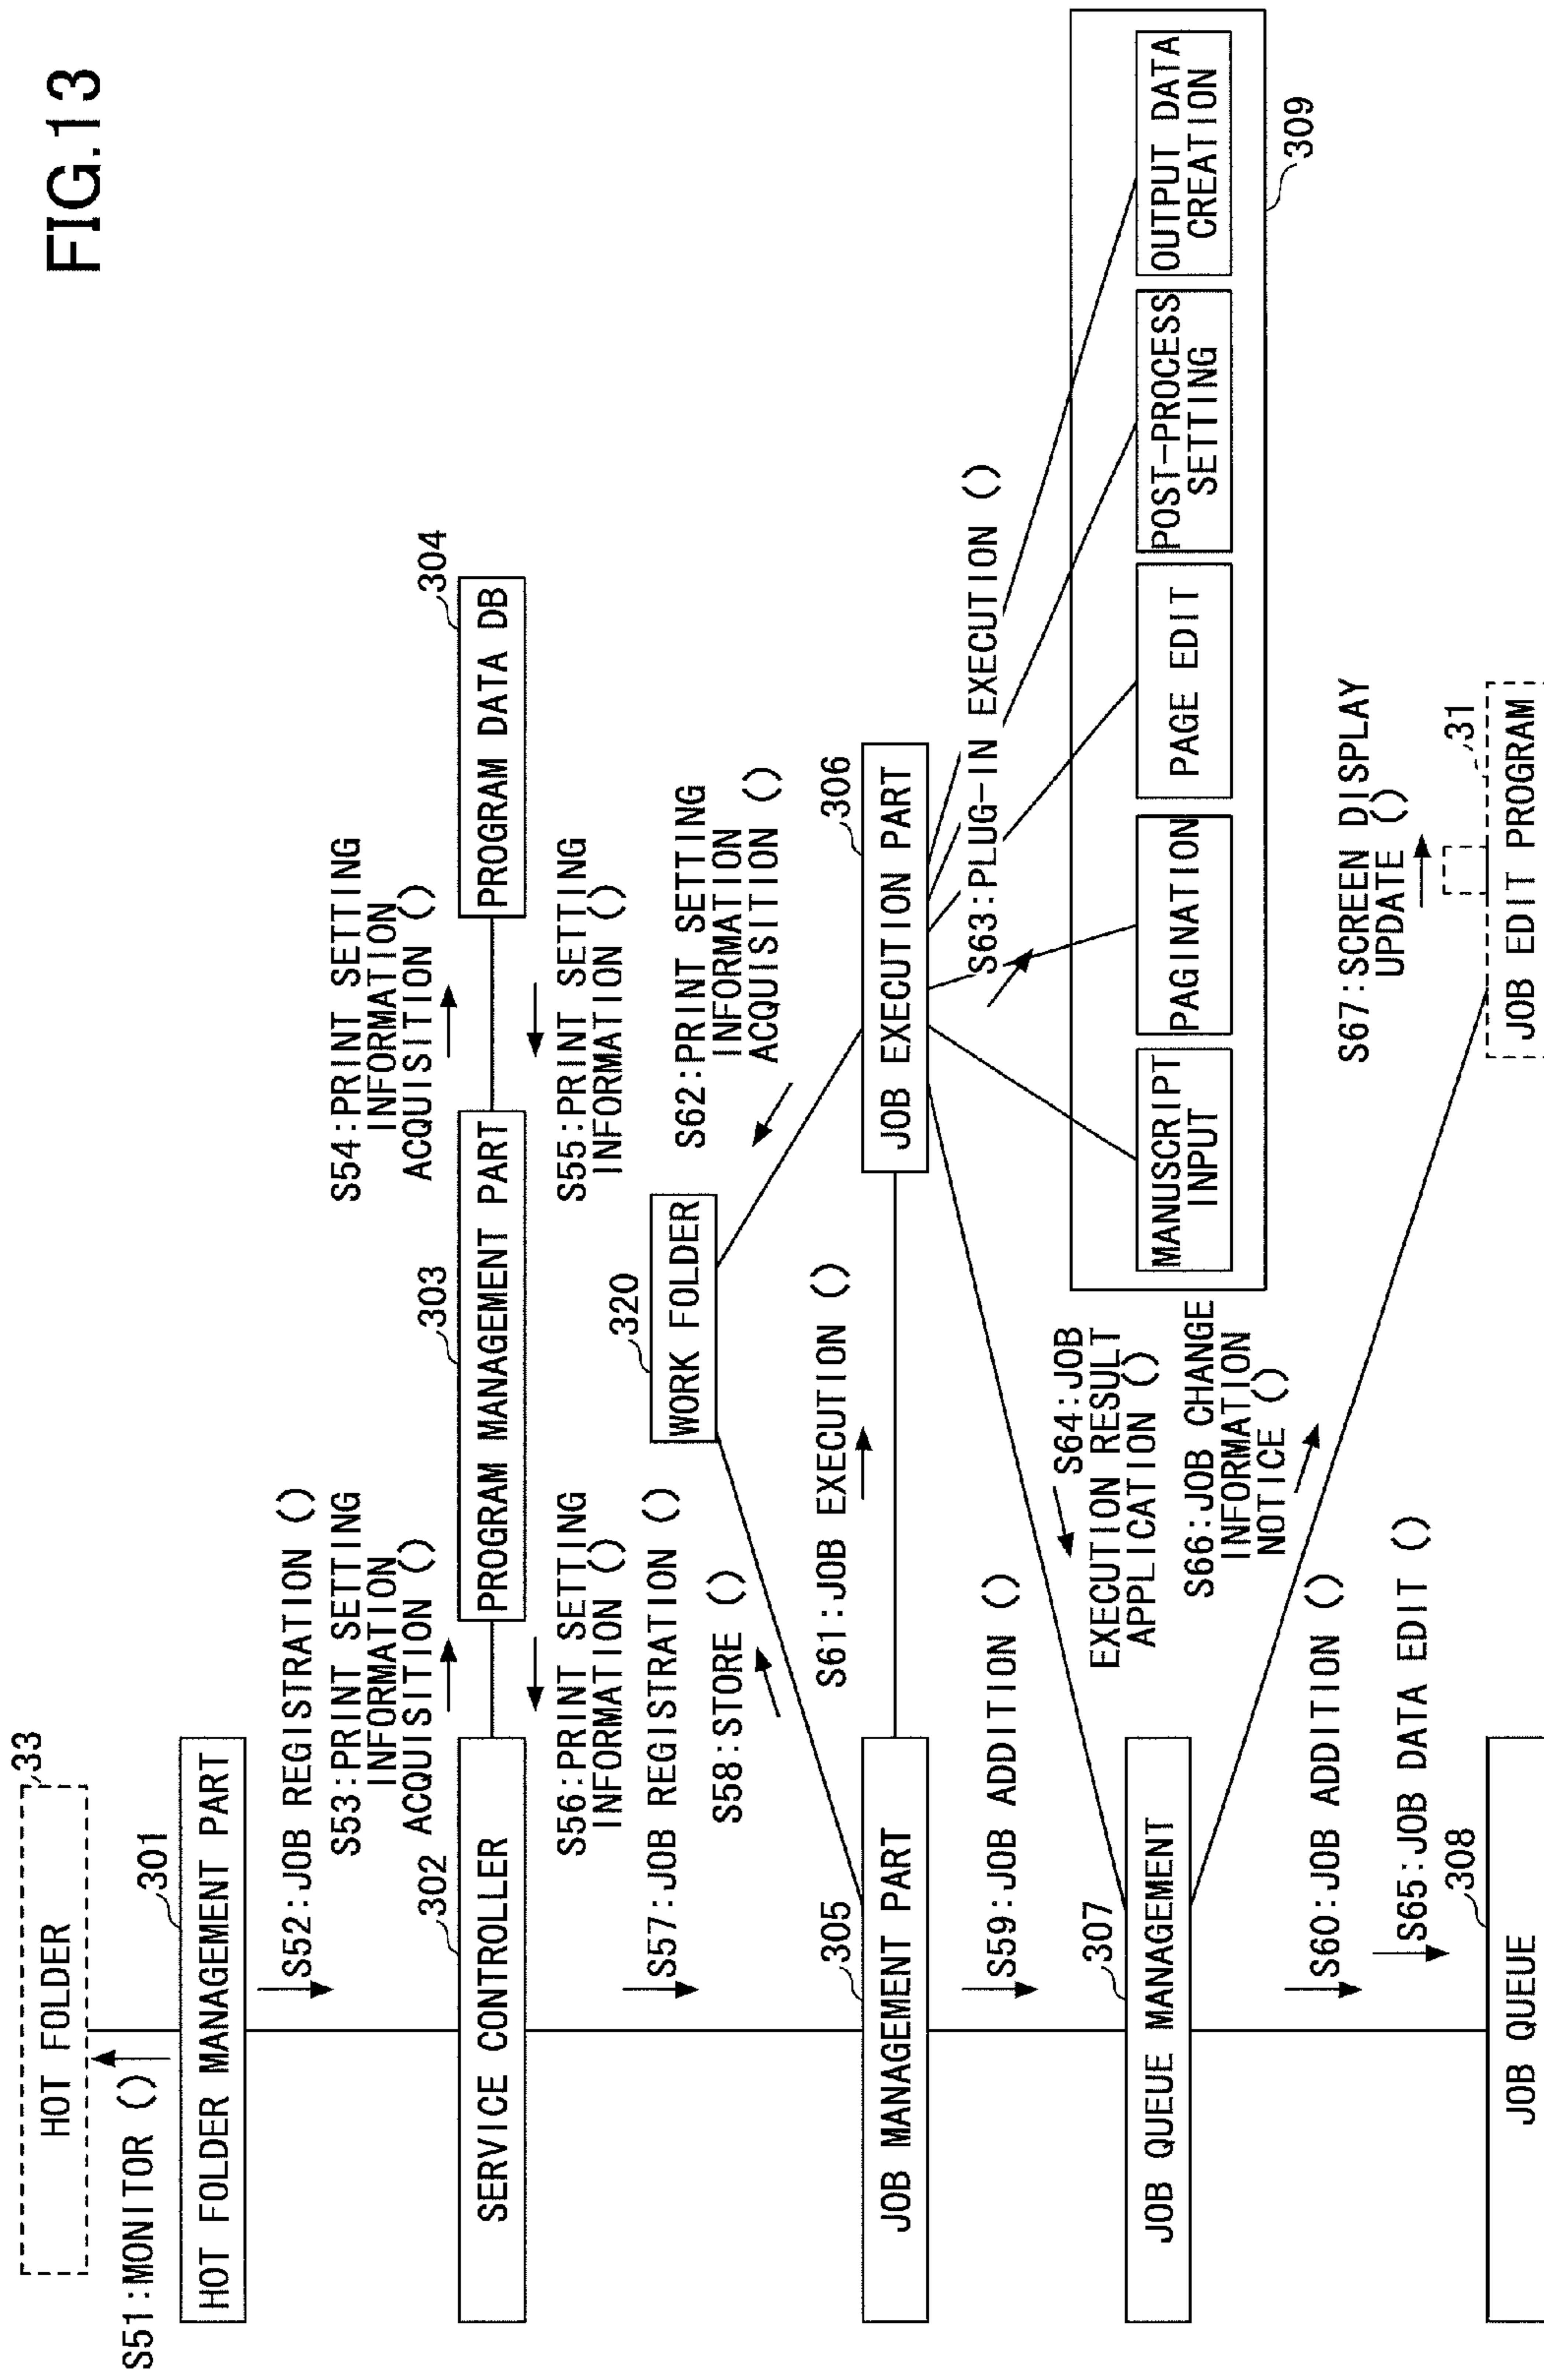 FIG.13
HOT FOLDER
33
S51:MONITOR ()
HOT FOLDER MANAGEMENT PART
301
S52:JOB REGISTRATION ()
S53:PRINT SETTING
INFORMATION
ACQUISITION ()
S54:PRINT SETTING
INFORMATION
ACQUISITION ()
302
303
304
SERVICE CONTROLLER
PROGRAM MANAGEMENT PART
PROGRAM DATA DB
S56:PRINT SETTING
INFORMATION ()
S55:PRINT SETTING
INFORMATION ()
S57:JOB REGISTRATION ()
320
WORK FOLDER
S58:STORE ()
S62:PRINT SETTING
INFORMATION
ACQUISITION ()
S61:JOB EXECUTION ()
305
306
JOB MANAGEMENT PART
JOB EXECUTION PART
S59:JOB ADDITION ()
S63:PLUG-IN EXECUTION ()
S64:JOB
EXECUTION RESULT
APPLICATION ()
307
JOB QUEUE MANAGEMENT
MANUSCRIPT
INPUT
PAGINATION
PAGE EDIT
POST-PROCESS
SETTING
OUTPUT DATA
CREATION
309
S66:JOB CHANGE
INFORMATION
NOTICE ()
S60:JOB ADDITION ()
S65:JOB DATA EDIT ()
S67:SCREEN DISPLAY
UPDATE ()
308
31
JOB QUEUE
JOB EDIT PROGRAM